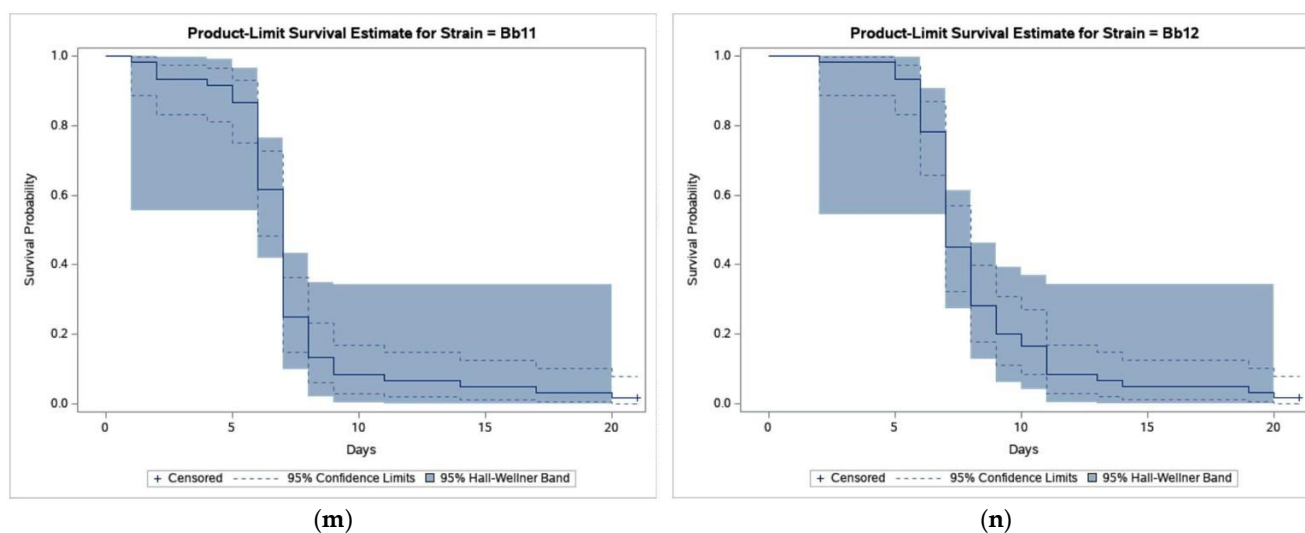 Product-Limit Survival Estimate for Strain = Bb11
1.0
0.8
0.6
0.4
0.2
0.0
Survival Probability
0 5 10 15 20
Days
+ Censored 95% Confidence Limits 95% Hall-Wellner Band
(m)
Product-Limit Survival Estimate for Strain = Bb12
1.0
0.8
0.6
0.4
0.2
0.0
Survival Probability
0 5 10 15 20
Days
+ Censored 95% Confidence Limits 95% Hall-Wellner Band
(n)